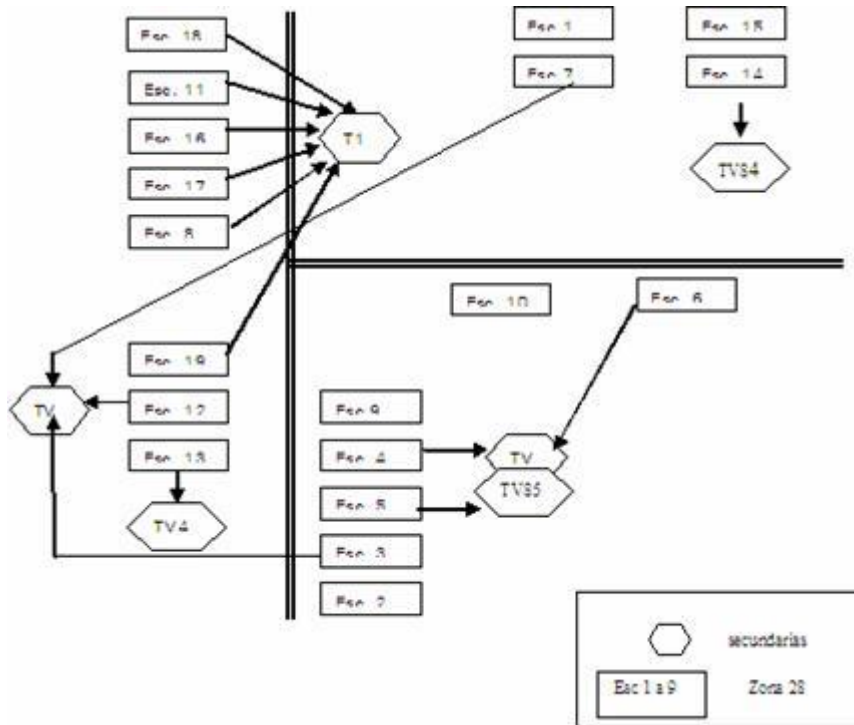 Esc. 18
Esc. 1
Esc. 15
Esc. 11
Esc. 7
Esc. 14
Esc. 16
T1
Esc. 17
TV84
Esc. 8
Esc. 10
Esc. 6
Esc. 19
TV
Esc. 12
Esc 9
Esc. 13
Esc. 4
TV
TV85
TV4
Esc. 5
Esc. 3
Esc. 2
secundarias
Esc 1 a 9
Zona 28